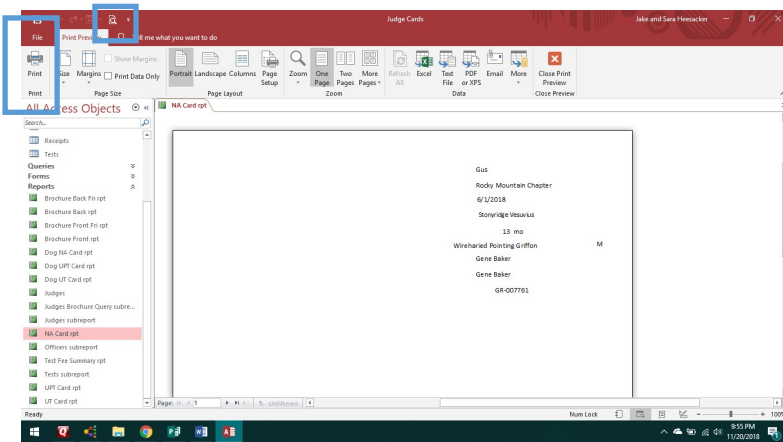 Judge Cards
Jake and Sara Heesacker
File Print Preview Tell me what you want to do
Show Margins
Print Data Only
Print Size Margins Portrait Landscape Columns Page Setup Zoom One Page Two Pages More Pages Refresh All Excel Text File PDF or XPS Email More Close Print Preview
Print Page Size Page Layout Zoom Data Close Preview
All Access Objects
NA Card rpt
Search...
Receipts
Tests
Queries
Forms
Reports
Brochure Back Fri rpt
Brochure Back rpt
Brochure Front Fri rpt
Brochure Front rpt
Dog NA Card rpt
Dog UPT Card rpt
Dog UT Card rpt
Judges
Judges Brochure Query subre...
Judges subreport
NA Card rpt
Officers subreport
Test Fee Summary rpt
Tests subreport
UPT Card rpt
UT Card rpt
Gus
Rocky Mountain Chapter
6/1/2018
Stonyridge Vesuvius
13 mo
Wireharied Pointing Griffon M
Gene Baker
Gene Baker
GR-007761
Page: 1 Unfiltered
Ready
Num Lock
100%
9:55 PM
11/20/2018